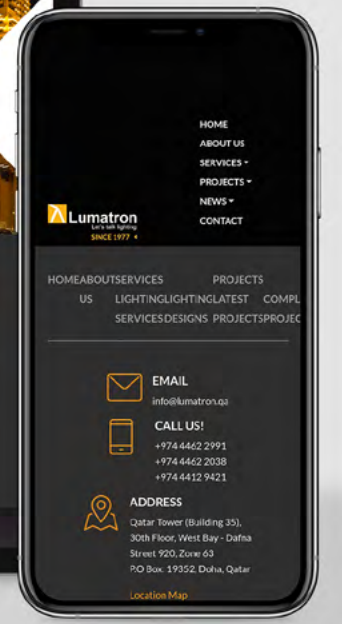 HOME
ABOUT US
SERVICES
PROJECTS
NEWS
CONTACT
Lumatron
Let's talk lighting
SINCE 1977
HOMEABOUTSERVICES PROJECTS
US LIGHTINGLIGHTINGLATEST COMPL
SERVICESDESIGNS PROJECTSPROJEC
EMAIL
info@lumatron.qa
CALL US!
+974 4462 2991
+974 4462 2038
+974 4412 9421
ADDRESS
Qatar Tower (Building 35),
30th Floor, West Bay - Dafna
Street 920, Zone 63
P.O Box: 19352, Doha, Qatar
Location Map